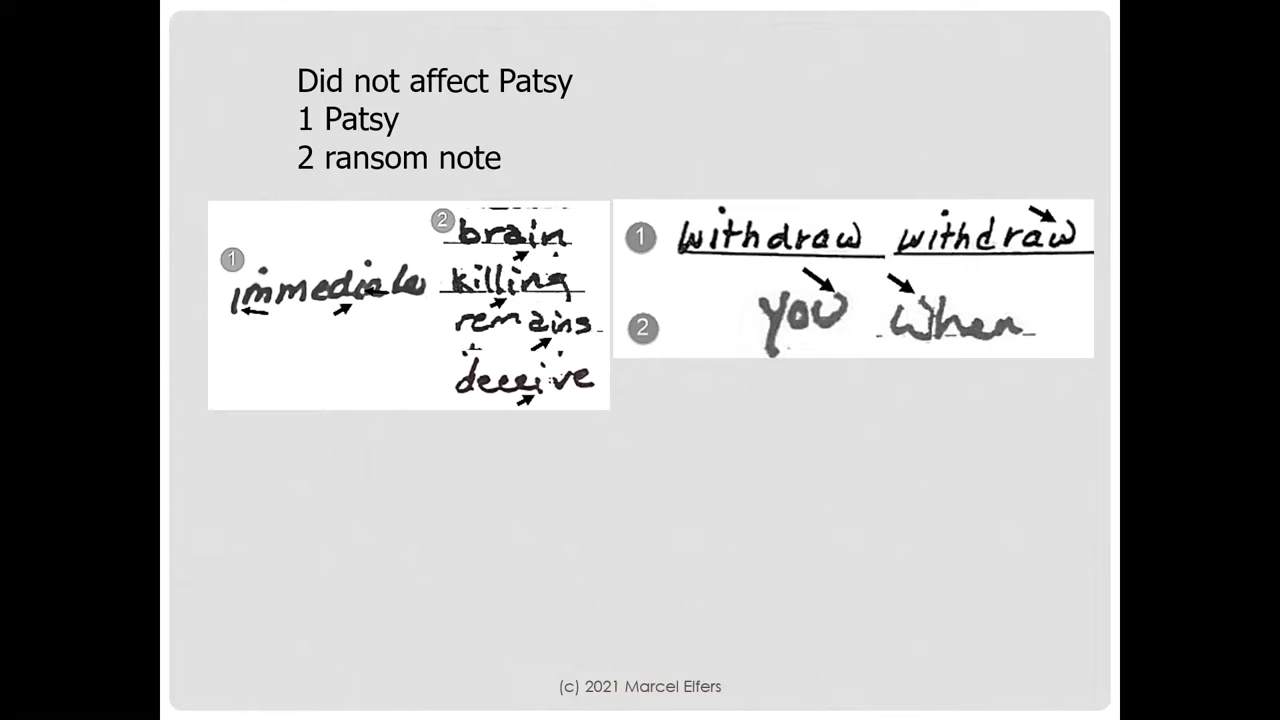 Did not affect Patsy
1 Patsy
2 ransom note
1
immediate
2
brain
killing
remains
deceive
1 withdraw withdraw
2 you when
(c) 2021 Marcel Elfers